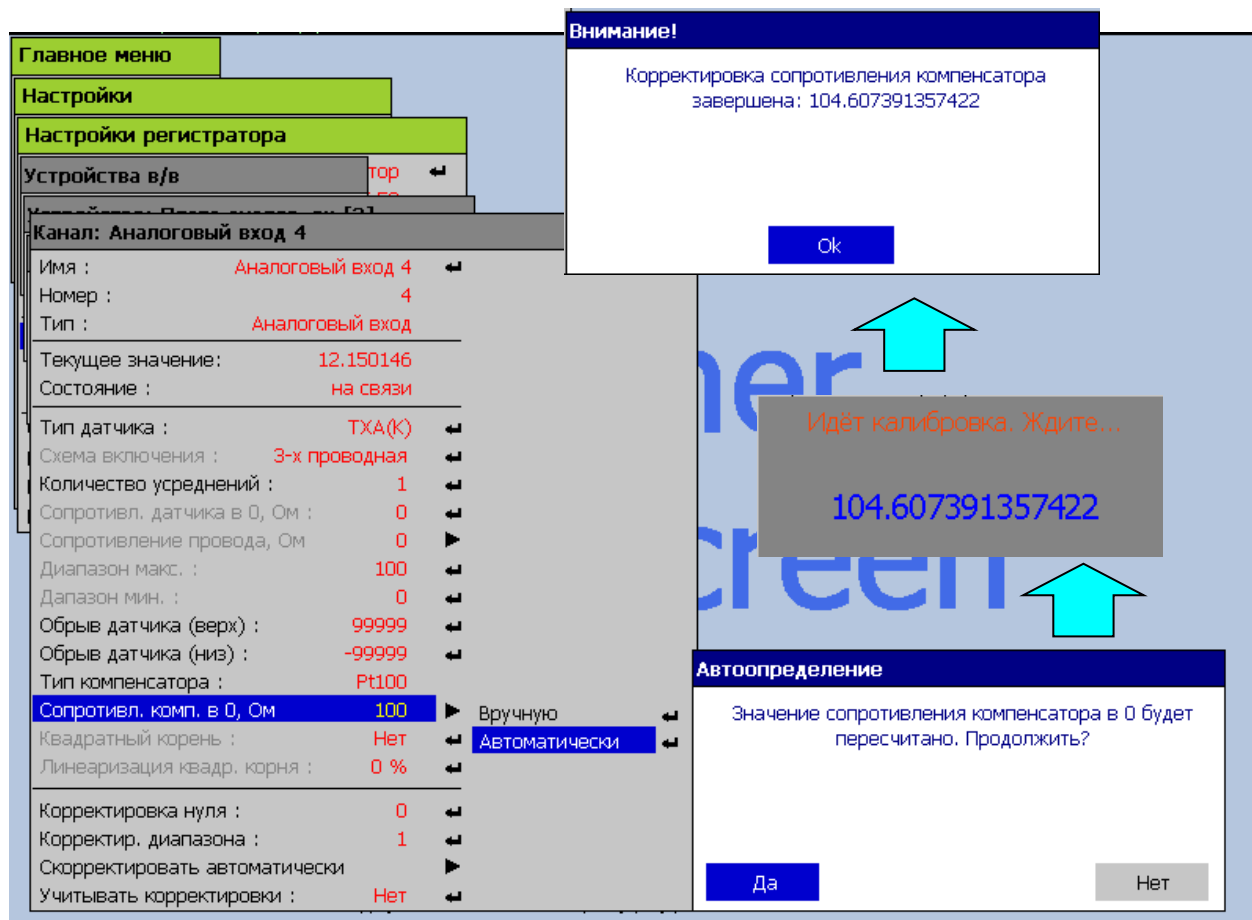 Главное меню
Настройки
Настройки регистратора
Устройства в/в
тор
Канал: Аналоговый вход 4
Имя : Аналоговый вход 4
Номер : 4
Тип : Аналоговый вход
Текущее значение: 12.150146
Состояние : на связи
Тип датчика : ТХА(К)
Схема включения : 3-х проводная
Количество усреднений : 1
Сопротивл. датчика в 0, Ом : 0
Сопротивление провода, Ом 0
Диапазон макс. : 100
Дапазон мин. : 0
Обрыв датчика (верх) : 99999
Обрыв датчика (низ) : -99999
Тип компенсатора : Pt100
Сопротивл. комп. в 0, Ом 100
Квадратный корень : Нет
Линеаризация квадр. корня : 0 %
Корректировка нуля : 0
Корректир. диапазона : 1
Скорректировать автоматически
Учитывать корректировки : Нет
Вручную
Автоматически
Внимание!
Корректировка сопротивления компенсатора
завершена: 104.607391357422
Ok
Идёт калибровка. Ждите...
104.607391357422
Автоопределение
Значение сопротивления компенсатора в 0 будет
пересчитано. Продолжить?
Да Нет